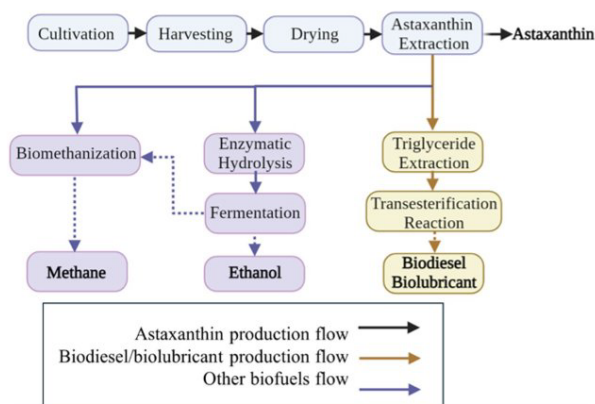 Cultivation
Harvesting
Drying
Astaxanthin
Extraction
Astaxanthin
Biomethanization
Enzymatic
Hydrolysis
Triglyceride
Extraction
Fermentation
Transesterification
Reaction
Methane
Ethanol
Biodiesel
Biolubricant
Astaxanthin production flow
Biodiesel/biolubricant production flow
Other biofuels flow